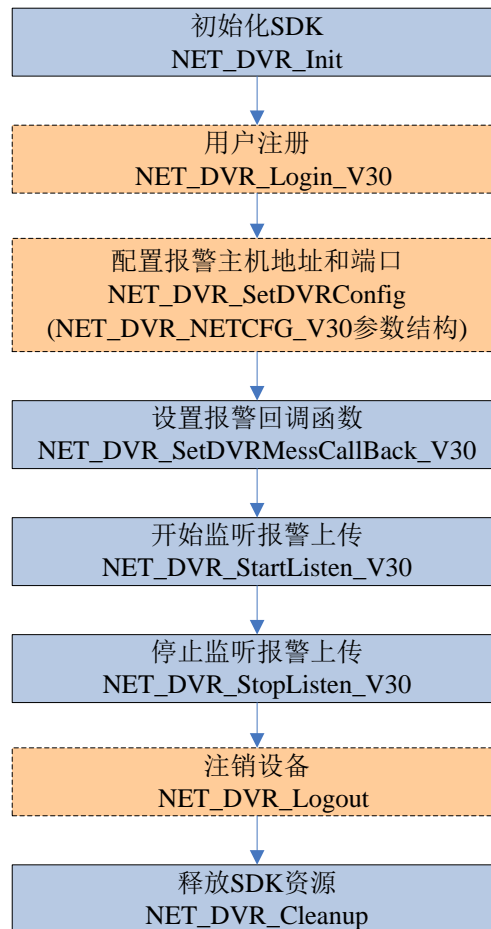 初始化SDK
NET_DVR_Init
用户注册
NET_DVR_Login_V30
配置报警主机地址和端口
NET_DVR_SetDVRConfig
(NET_DVR_NETCFG_V30参数结构)
设置报警回调函数
NET_DVR_SetDVRMessCallBack_V30
开始监听报警上传
NET_DVR_StartListen_V30
停止监听报警上传
NET_DVR_StopListen_V30
注销设备
NET_DVR_Logout
释放SDK资源
NET_DVR_Cleanup